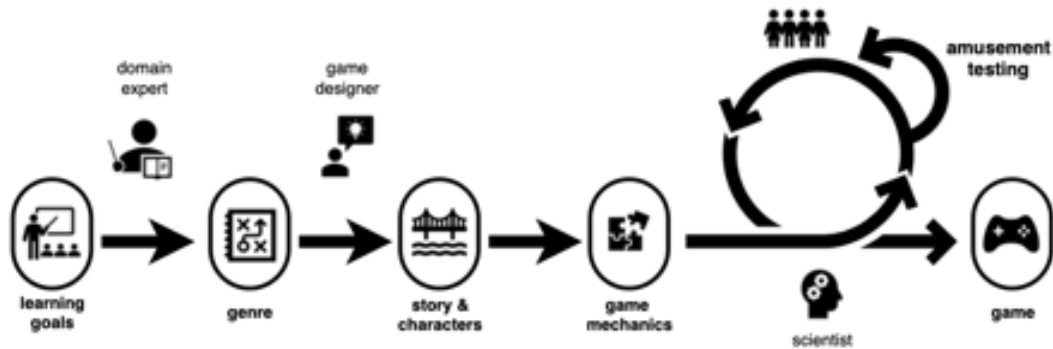 domain
expert
game
designer
amusement
testing
learning
goals
genre
story &
characters
game
mechanics
scientist
game